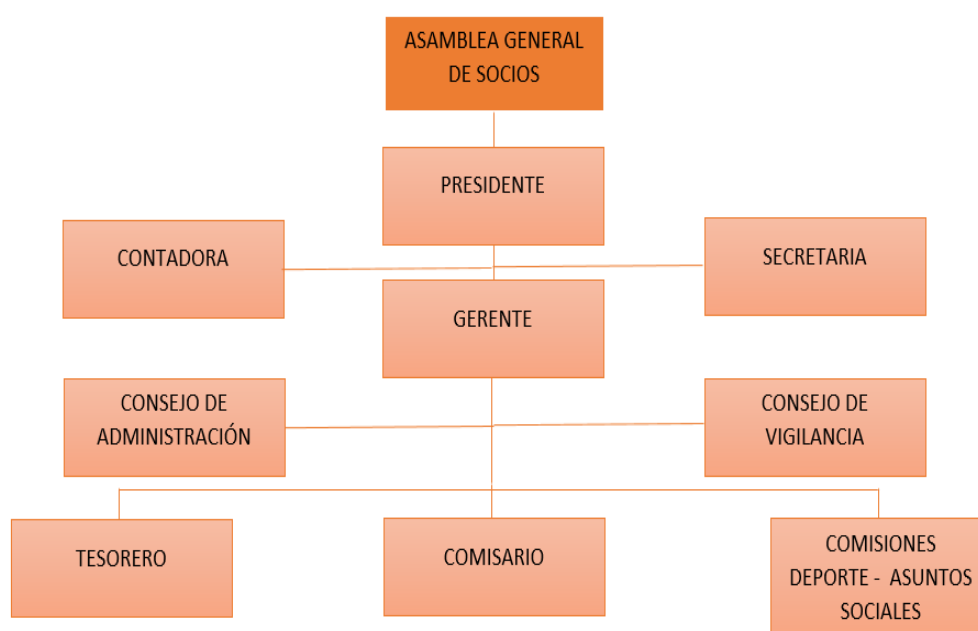 ASAMBLEA GENERAL
DE SOCIOS
PRESIDENTE
CONTADORA
SECRETARIA
GERENTE
CONSEJO DE
ADMINISTRACIÓN
CONSEJO DE
VIGILANCIA
TESORERO
COMISARIO
COMISIONES
DEPORTE - ASUNTOS
SOCIALES